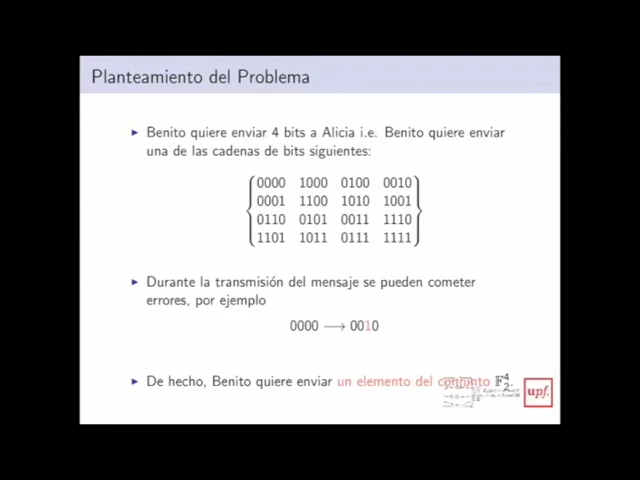 Planteamiento del Problema
▶ Benito quiere enviar 4 bits a Alicia i.e. Benito quiere enviar
una de las cadenas de bits siguientes:
0000 1000 0100 0010
0001 1100 1010 1001
0110 0101 0011 1110
1101 1011 0111 1111
▶ Durante la transmisión del mensaje se pueden cometer
errores, por ejemplo
0000 ⟶ 0010
▶ De hecho, Benito quiere enviar un elemento del conjunto 𝔽₂⁴.
upf.